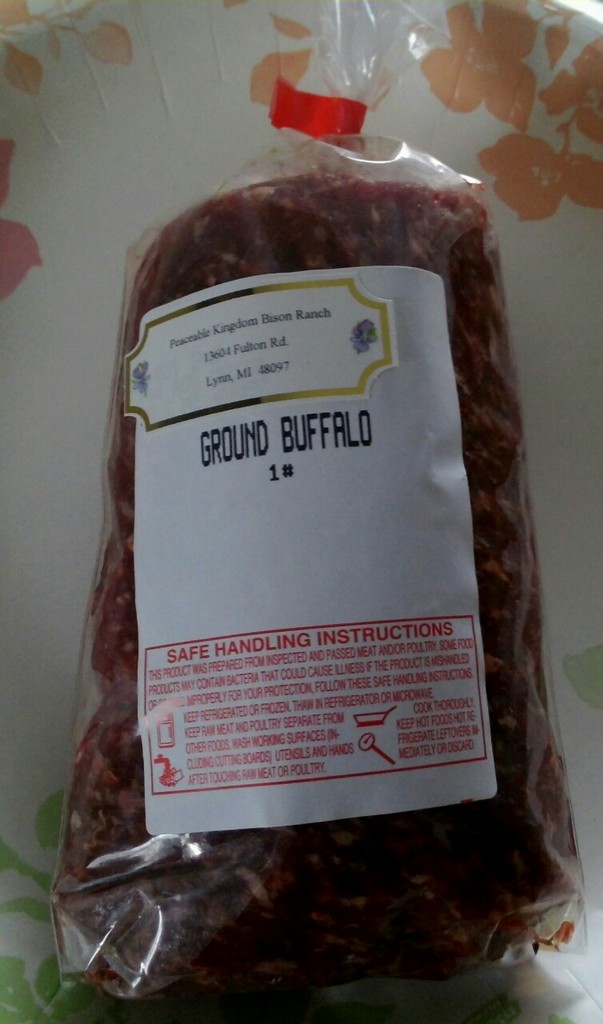 Peaceable Kingdom Bison Ranch
13604 Fulton Rd.
Lynn, MI 48097
GROUND BUFFALO
1#
SAFE HANDLING INSTRUCTIONS
THIS PRODUCT WAS PREPARED FROM INSPECTED AND PASSED MEAT AND/OR POULTRY. SOME FOOD
PRODUCTS MAY CONTAIN BACTERIA THAT COULD CAUSE ILLNESS IF THE PRODUCT IS MISHANDLED
OR IMPROPERLY FOR YOUR PROTECTION, FOLLOW THESE SAFE HANDLING INSTRUCTIONS.
KEEP REFRIGERATED OR FROZEN. THAW IN REFRIGERATOR OR MICROWAVE.
KEEP RAW MEAT AND POULTRY SEPARATE FROM
OTHER FOODS. WASH WORKING SURFACES (IN-
CLUDING CUTTING BOARDS) UTENSILS AND HANDS
AFTER TOUCHING RAW MEAT OR POULTRY.
COOK THOROUGHLY.
KEEP HOT FOODS HOT. RE-
FRIGERATE LEFTOVERS IM-
MEDIATELY OR DISCARD.